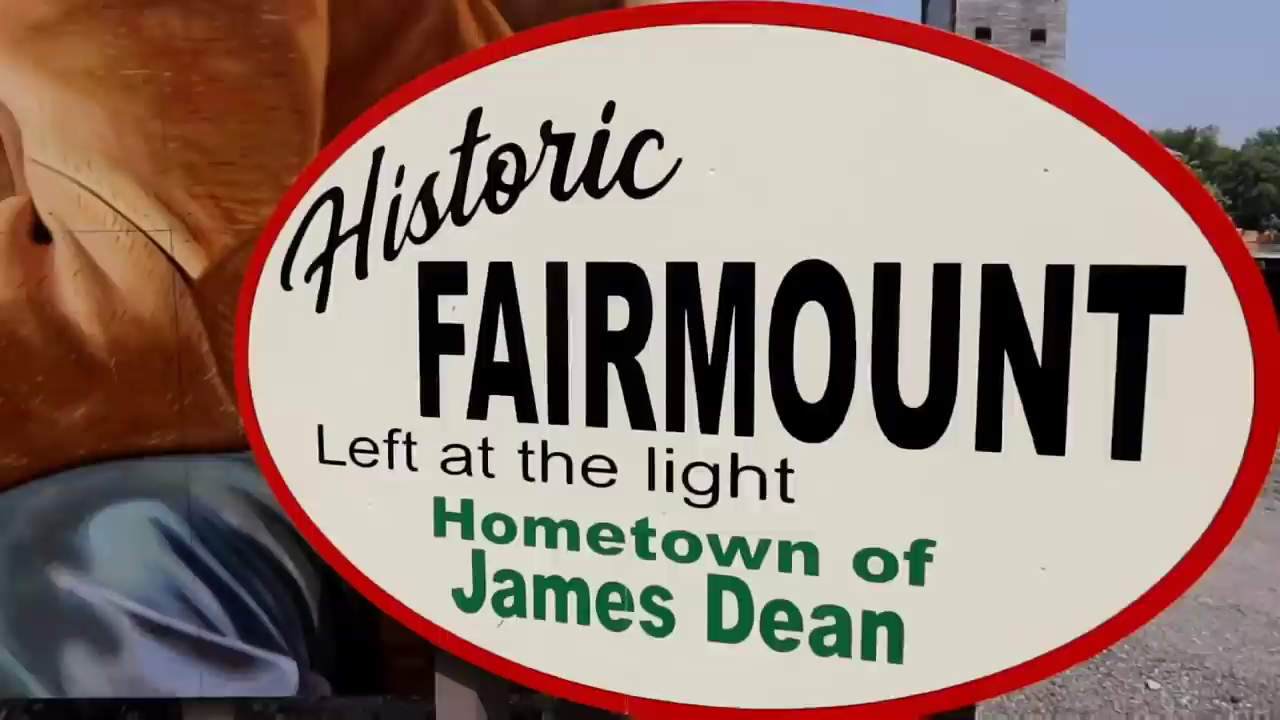 Historic
FAIRMOUNT
Left at the light
Hometown of
James Dean